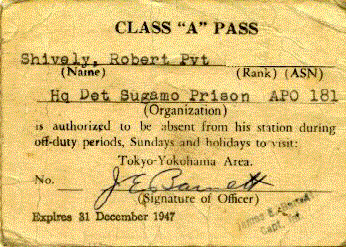 CLASS "A" PASS
Shively, Robert Pvt
(Name) (Rank) (ASN)
Hq Det Sugamo Prison APO 181
(Organization)
is authorized to be absent from his station during
off-duty periods, Sundays and holidays to visit:
Tokyo-Yokohama Area.
No. J E Barnett
(Signature of Officer)
Expires 31 December 1947
Capt.